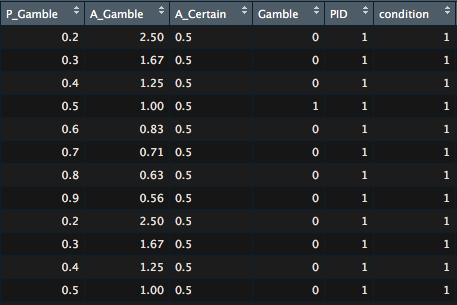 P_Gamble A_Gamble A_Certain Gamble PID condition
0.2 2.50 0.5 0 1 1
0.3 1.67 0.5 0 1 1
0.4 1.25 0.5 0 1 1
0.5 1.00 0.5 1 1 1
0.6 0.83 0.5 0 1 1
0.7 0.71 0.5 0 1 1
0.8 0.63 0.5 0 1 1
0.9 0.56 0.5 0 1 1
0.2 2.50 0.5 0 1 1
0.3 1.67 0.5 0 1 1
0.4 1.25 0.5 0 1 1
0.5 1.00 0.5 0 1 1